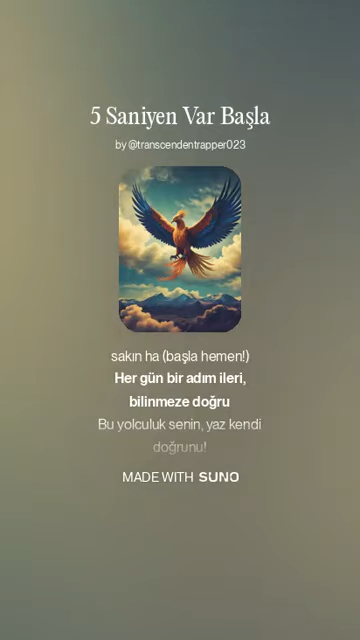 5 Saniyen Var Başla
by @transcendentrapper023
sakın ha (başla hemen!)
Her gün bir adım ileri,
bilinmeze doğru
Bu yolculuk senin, yaz kendi
doğrunu!
MADE WITH SUNO